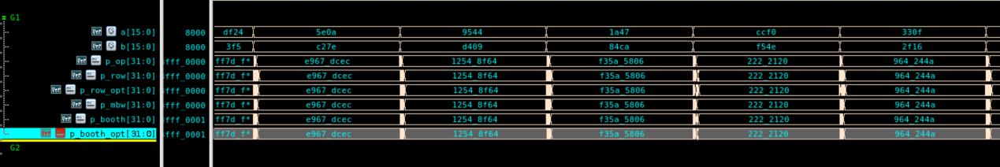 G1
a[15:0] 8000 df24 5e0a 9544 1a47 ccf0 330f
b[15:0] 8000 3f5 c27e d409 84ca f54e 2f16
p_op[31:0] fff_0000 ff7d_f* e967_dcec 1254_8f64 f35a_5806 222_2120 964_244a
p_row[31:0] fff_0000 ff7d_f* e967_dcec 1254_8f64 f35a_5806 222_2120 964_244a
p_row_opt[31:0] fff_0000 ff7d_f* e967_dcec 1254_8f64 f35a_5806 222_2120 964_244a
p_mbw[31:0] fff_0000 ff7d_f* e967_dcec 1254_8f64 f35a_5806 222_2120 964_244a
p_booth[31:0] fff_0001 ff7d_f* e967_dcec 1254_8f64 f35a_5806 222_2120 964_244a
p_booth_opt[31:0] fff_0001 ff7d_f* e967_dcec 1254_8f64 f35a_5806 222_2120 964_244a
G2